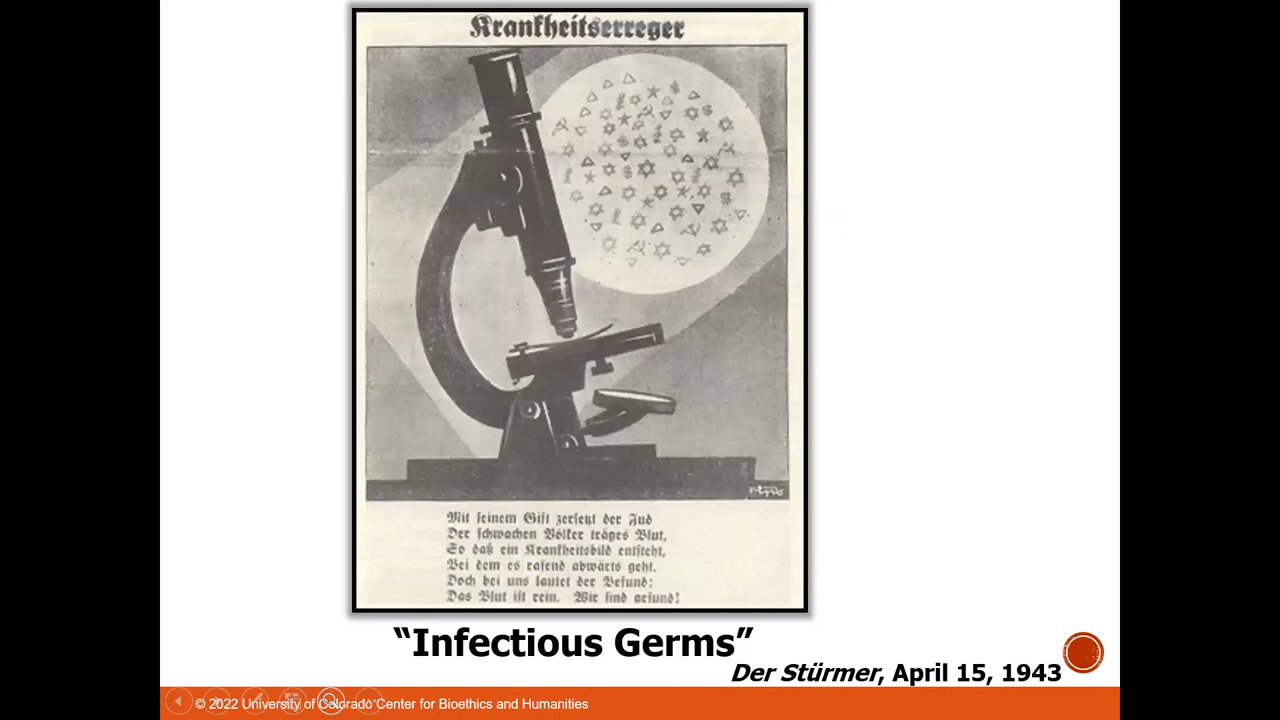 Krankheitserreger
Mit seinem Gift zersetzt der Jud
Der schwachen Völker träges Blut,
So daß ein Krankheitsbild entsteht,
Bei dem es rasend abwärts geht.
Doch bei uns lautet der Befund:
Das Blut ist rein. Wir sind gesund!
“Infectious Germs”
Der Stürmer, April 15, 1943
© 2022 University of Colorado Center for Bioethics and Humanities